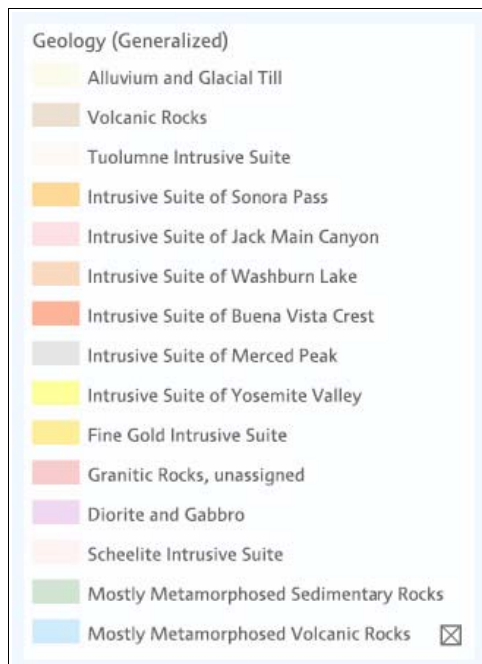 Geology (Generalized)
Alluvium and Glacial Till
Volcanic Rocks
Tuolumne Intrusive Suite
Intrusive Suite of Sonora Pass
Intrusive Suite of Jack Main Canyon
Intrusive Suite of Washburn Lake
Intrusive Suite of Buena Vista Crest
Intrusive Suite of Merced Peak
Intrusive Suite of Yosemite Valley
Fine Gold Intrusive Suite
Granitic Rocks, unassigned
Diorite and Gabbro
Scheelite Intrusive Suite
Mostly Metamorphosed Sedimentary Rocks
Mostly Metamorphosed Volcanic Rocks